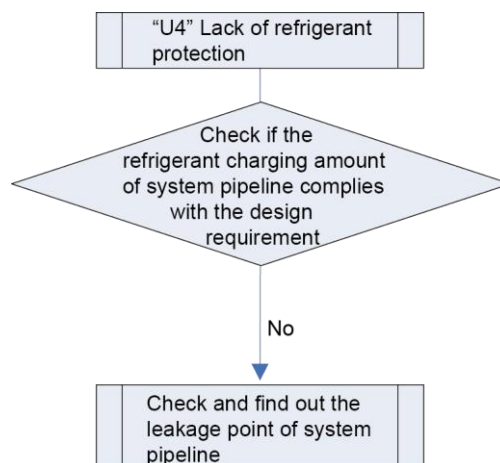 “U4” Lack of refrigerant
protection
Check if the
refrigerant charging amount
of system pipeline complies
with the design
requirement
No
Check and find out the
leakage point of system
pipeline